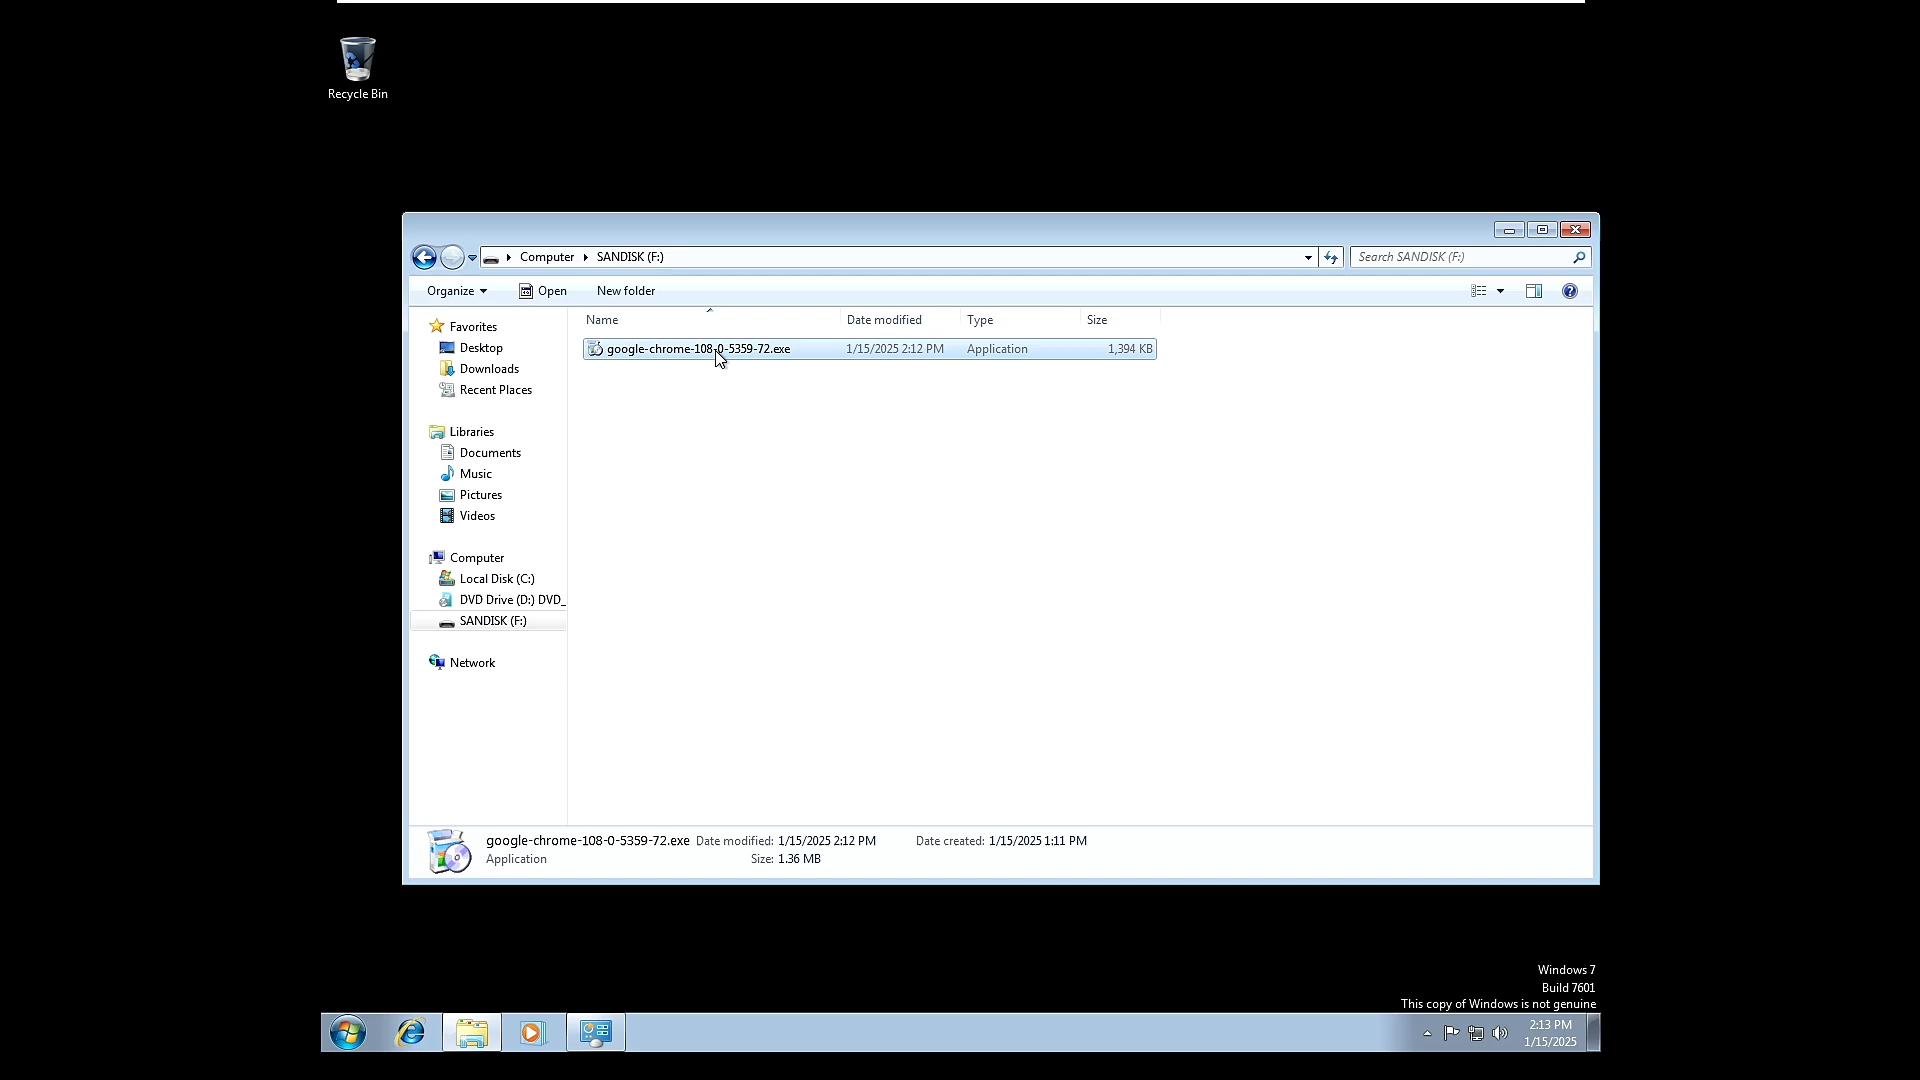 Recycle Bin
Computer SANDISK (F:)
Search SANDISK (F:)
Organize Open New folder
Name Date modified Type Size
google-chrome-108-0-5359-72.exe 1/15/2025 2:12 PM Application 1,394 KB
Favorites
Desktop
Downloads
Recent Places
Libraries
Documents
Music
Pictures
Videos
Computer
Local Disk (C:)
DVD Drive (D:) DVD_
SANDISK (F:)
Network
google-chrome-108-0-5359-72.exe Date modified: 1/15/2025 2:12 PM Date created: 1/15/2025 1:11 PM
Application Size: 1.36 MB
Windows 7
Build 7601
This copy of Windows is not genuine
2:13 PM
1/15/2025